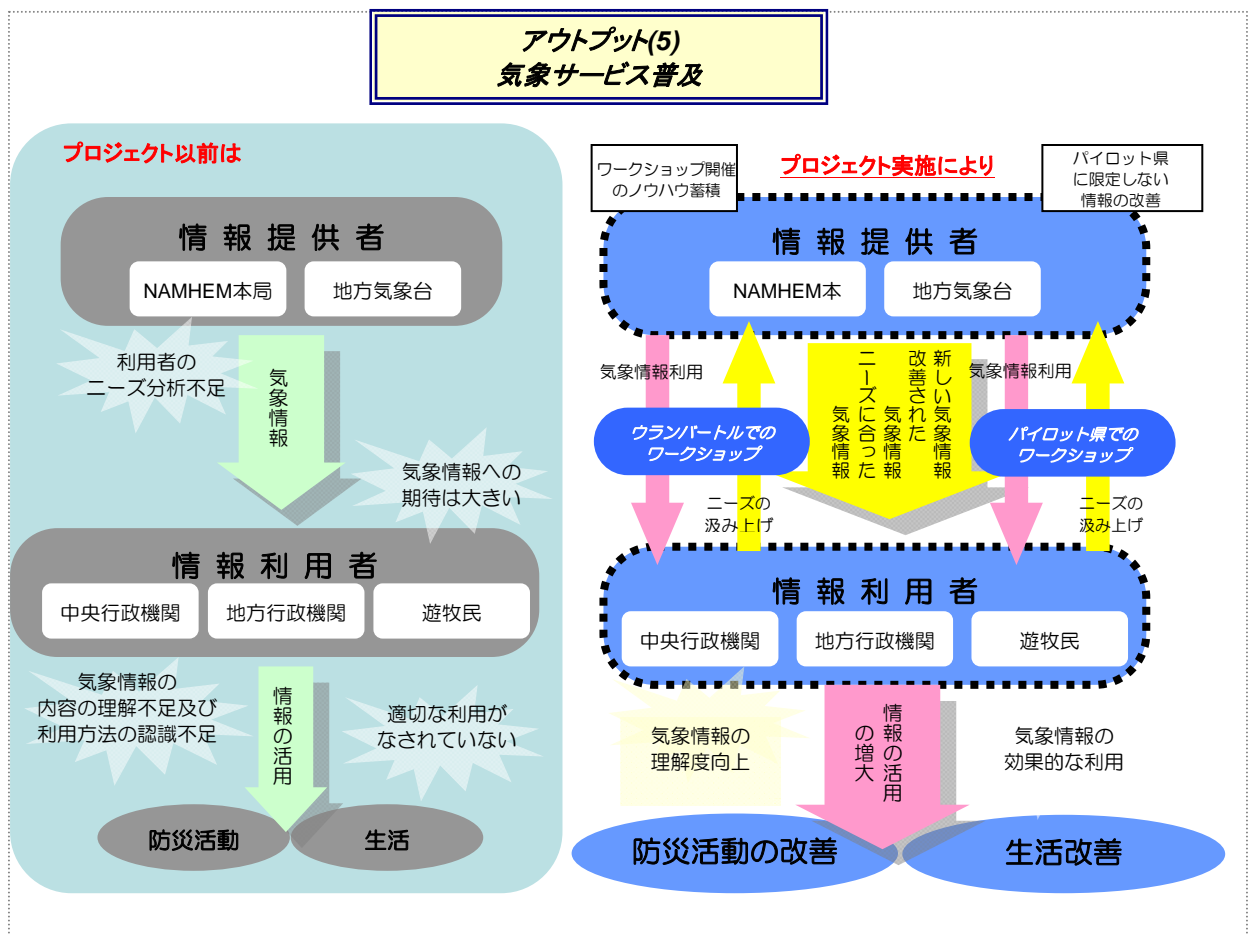 アウトプット(5)
気象サービス普及
プロジェクト以前は
情報提供者
NAMHEM本局
地方気象台
利用者の
ニーズ分析不足
気象情報
気象情報への
期待は大きい
情報利用者
中央行政機関
地方行政機関
遊牧民
気象情報の
内容の理解不足及び
利用方法の認識不足
情報の活用
適切な利用が
なされていない
防災活動
生活
プロジェクト実施により
ワークショップ開催
のノウハウ蓄積
パイロット県
に限定しない
情報の改善
情報提供者
NAMHEM本
地方気象台
気象情報利用
新しい気象情報
改善された
気象情報
ニーズに合った
気象情報
気象情報利用
ウランバートルでの
ワークショップ
パイロット県での
ワークショップ
ニーズの
汲み上げ
ニーズの
汲み上げ
情報利用者
中央行政機関
地方行政機関
遊牧民
気象情報の
理解度向上
情報の活用
の増大
気象情報の
効果的な利用
防災活動の改善
生活改善